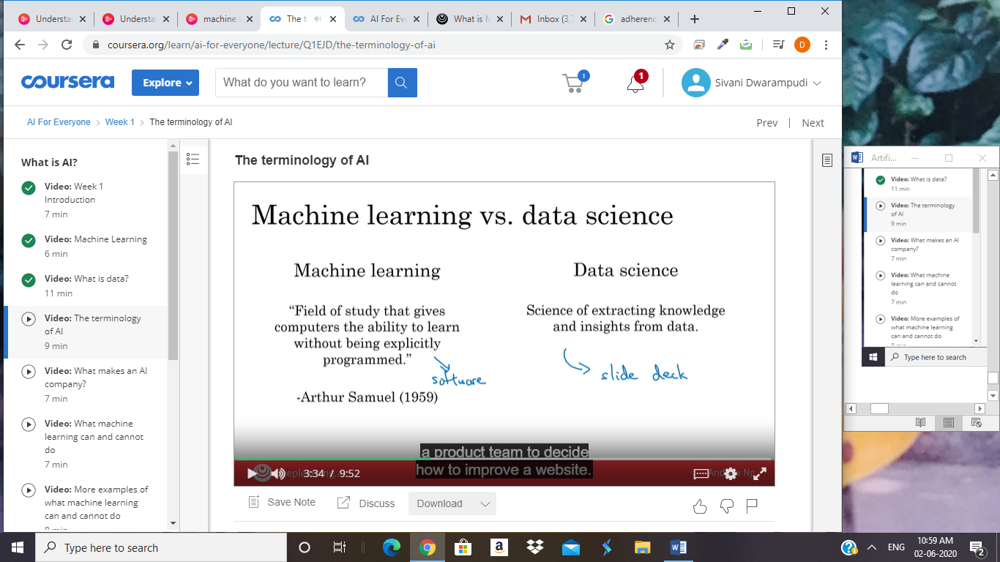 Understa
Understa
machine l
The t
AI For Eve
What is M
Inbox (3,7
adherenc
coursera.org/learn/ai-for-everyone/lecture/Q1EJD/the-terminology-of-ai
D
coursera
Explore
What do you want to learn?
1
1
Sivani Dwarampudi
AI For Everyone
Week 1
The terminology of AI
Prev | Next
What is AI?
Video: Week 1
Introduction
7 min
Video: Machine Learning
6 min
Video: What is data?
11 min
Video: The terminology
of AI
9 min
Video: What makes an AI
company?
7 min
Video: What machine
learning can and cannot
do
7 min
Video: More examples of
what machine learning
can and cannot do
8 min
The terminology of AI
Machine learning vs. data science
Machine learning
“Field of study that gives
computers the ability to learn
without being explicitly
programmed.”
software
-Arthur Samuel (1959)
Data science
Science of extracting knowledge
and insights from data.
slide deck
a product team to decide
how to improve a website.
3:34 / 9:52
Andrew Ng
Save Note
Discuss
Download
Artifi...
Video: What is data?
11 min
Video: The terminology
of AI
9 min
Video: What makes an AI
company?
7 min
Video: What machine
learning can and cannot
do
7 min
Video: More examples of
what machine learning
can and cannot do
8 min
Type here to search
Type here to search
ENG
10:59 AM
02-06-2020
2